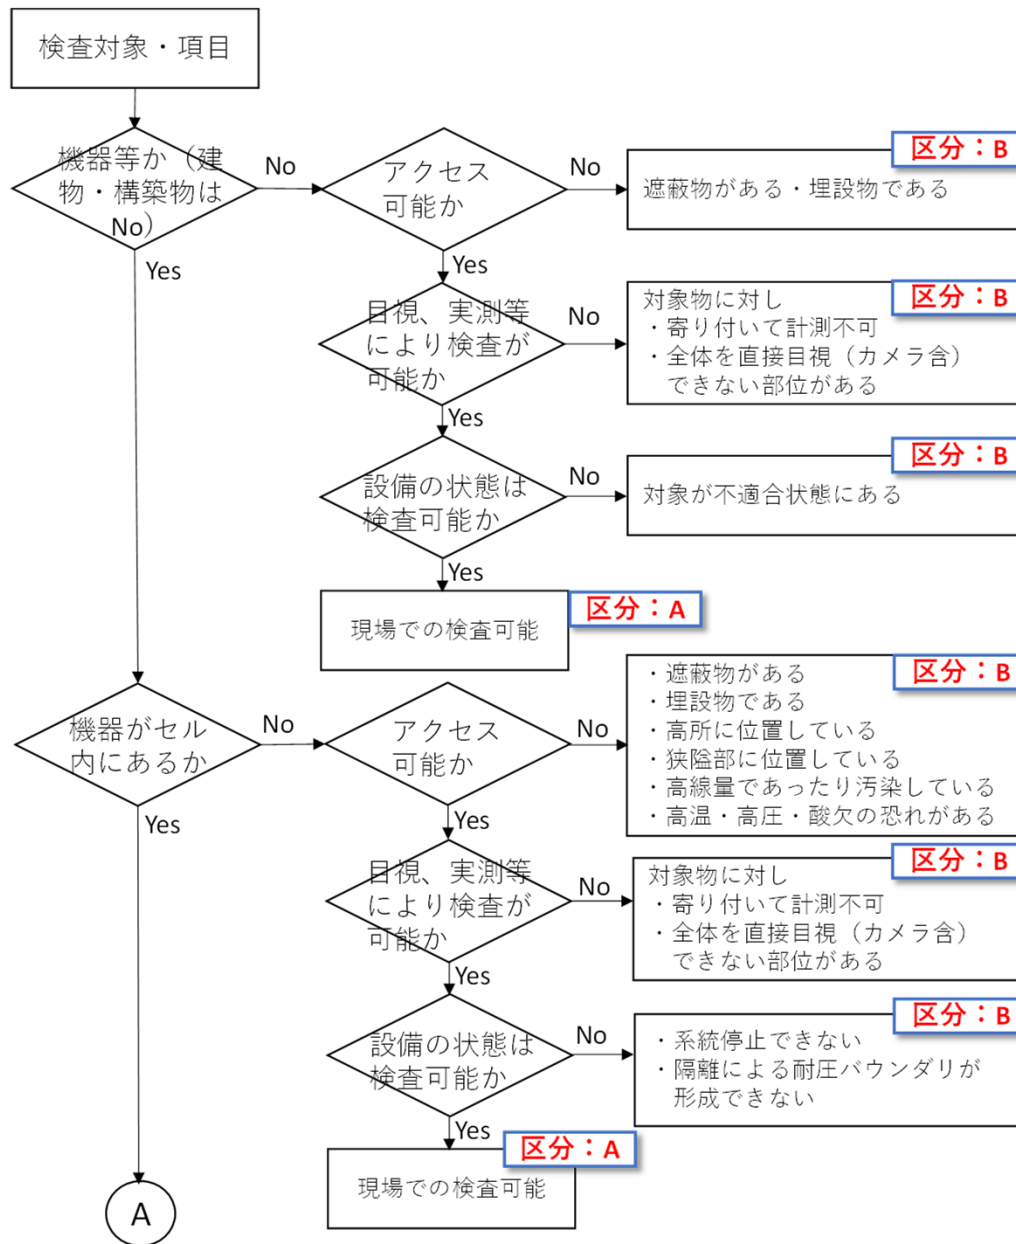 検査対象・項目
機器等か（建
物・構築物は
No）
No
アクセス
可能か
No
区分：B
遮蔽物がある・埋設物である
Yes
Yes
目視、実測等
により検査が
可能か
No
区分：B
対象物に対し
・寄り付いて計測不可
・全体を直接目視（カメラ含）
できない部位がある
Yes
設備の状態は
検査可能か
No
区分：B
対象が不適合状態にある
Yes
現場での検査可能
区分：A
機器がセル
内にあるか
No
アクセス
可能か
No
区分：B
・遮蔽物がある
・埋設物である
・高所に位置している
・狭隘部に位置している
・高線量であったり汚染している
・高温・高圧・酸欠の恐れがある
Yes
Yes
目視、実測等
により検査が
可能か
No
区分：B
対象物に対し
・寄り付いて計測不可
・全体を直接目視（カメラ含）
できない部位がある
Yes
設備の状態は
検査可能か
No
区分：B
・系統停止できない
・隔離による耐圧バウンダリが
形成できない
Yes
区分：A
現場での検査可能
A